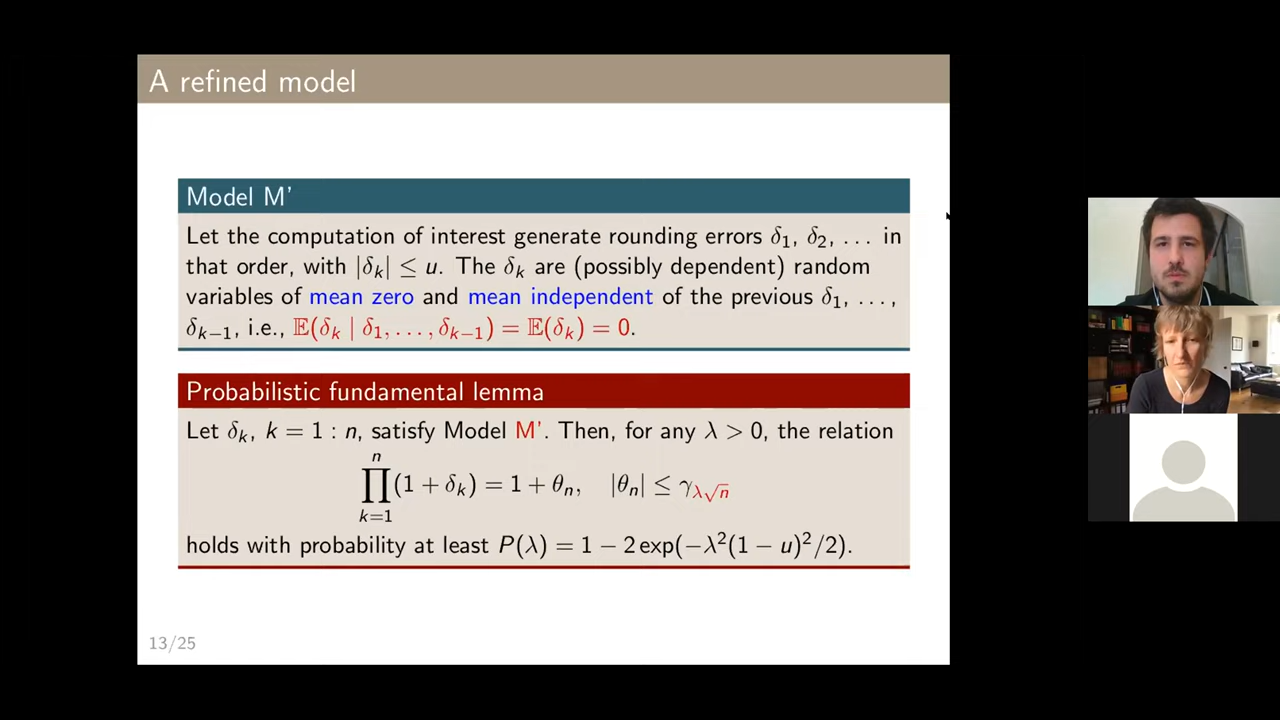 A refined model
Model M'
Let the computation of interest generate rounding errors δ₁, δ₂, ... in
that order, with |δₖ| ≤ u. The δₖ are (possibly dependent) random
variables of mean zero and mean independent of the previous δ₁, ...,
δₖ₋₁, i.e., 𝔼(δₖ | δ₁, ..., δₖ₋₁) = 𝔼(δₖ) = 0.
Probabilistic fundamental lemma
Let δₖ, k = 1 : n, satisfy Model M'. Then, for any λ > 0, the relation
∏_{k=1}^{n} (1 + δₖ) = 1 + θₙ, |θₙ| ≤ γ_{λ√n}
holds with probability at least P(λ) = 1 − 2 exp(−λ²(1 − u)²/2).
13/25